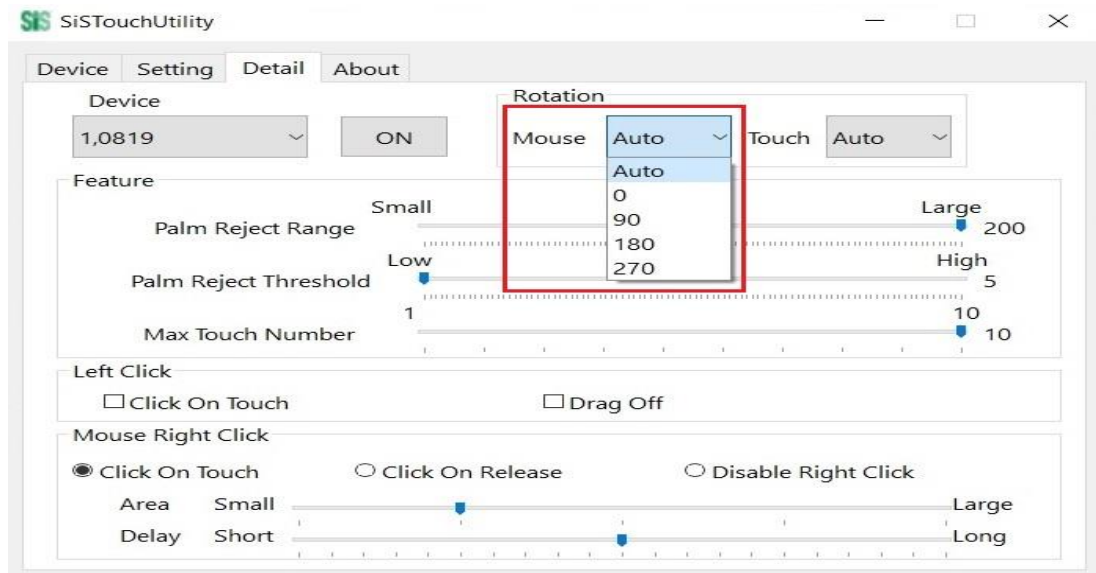 SiS SiSTouchUtility
Device Setting Detail About
Device
1,0819 ON
Rotation
Mouse Auto Touch Auto
Auto
0
90
180
270
Feature
Small Large
Palm Reject Range 200
Low High
Palm Reject Threshold 5
1 10
Max Touch Number 10
Left Click
Click On Touch Drag Off
Mouse Right Click
Click On Touch Click On Release Disable Right Click
Area Small Large
Delay Short Long